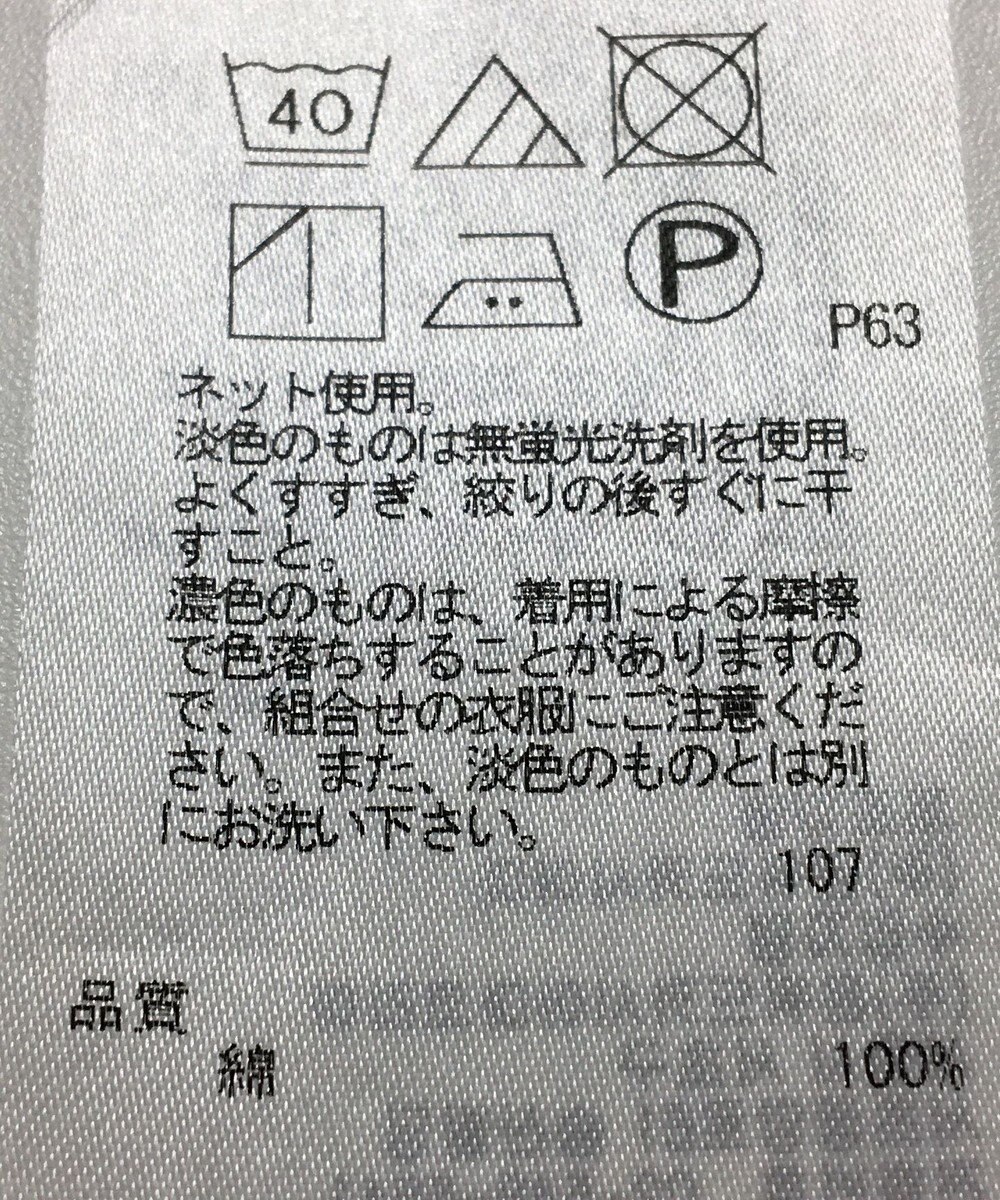 40
P
P63
ネット使用。
淡色のものは無蛍光洗剤を使用。
よくすすぎ、絞りの後すぐに干
すこと。
濃色のものは、着用による摩擦
で色落ちすることがありますの
で、組合せの衣服にご注意くだ
さい。また、淡色のものとは別
にお洗い下さい。
107
品質
綿 100%